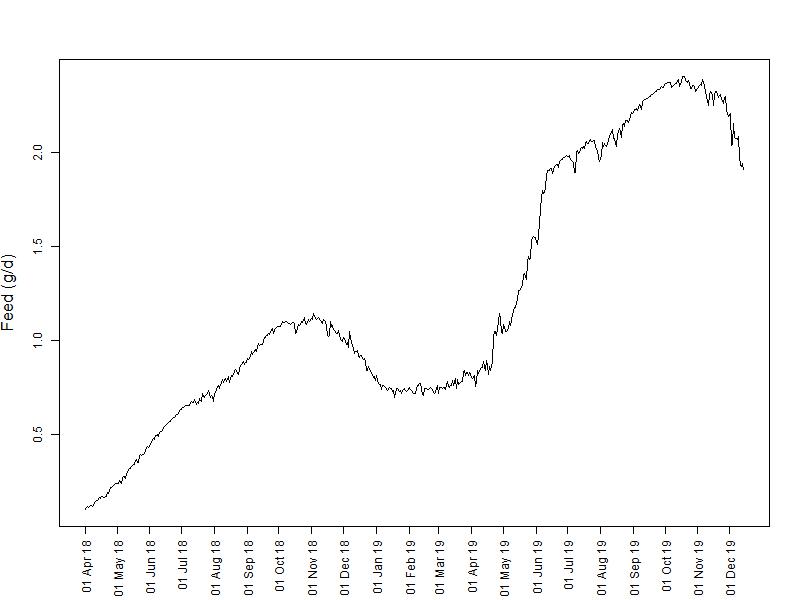 Feed (g/d)
2.0
1.5
1.0
0.5
01 Apr 18
01 May 18
01 Jun 18
01 Jul 18
01 Aug 18
01 Sep 18
01 Oct 18
01 Nov 18
01 Dec 18
01 Jan 19
01 Feb 19
01 Mar 19
01 Apr 19
01 May 19
01 Jun 19
01 Jul 19
01 Aug 19
01 Sep 19
01 Oct 19
01 Nov 19
01 Dec 19